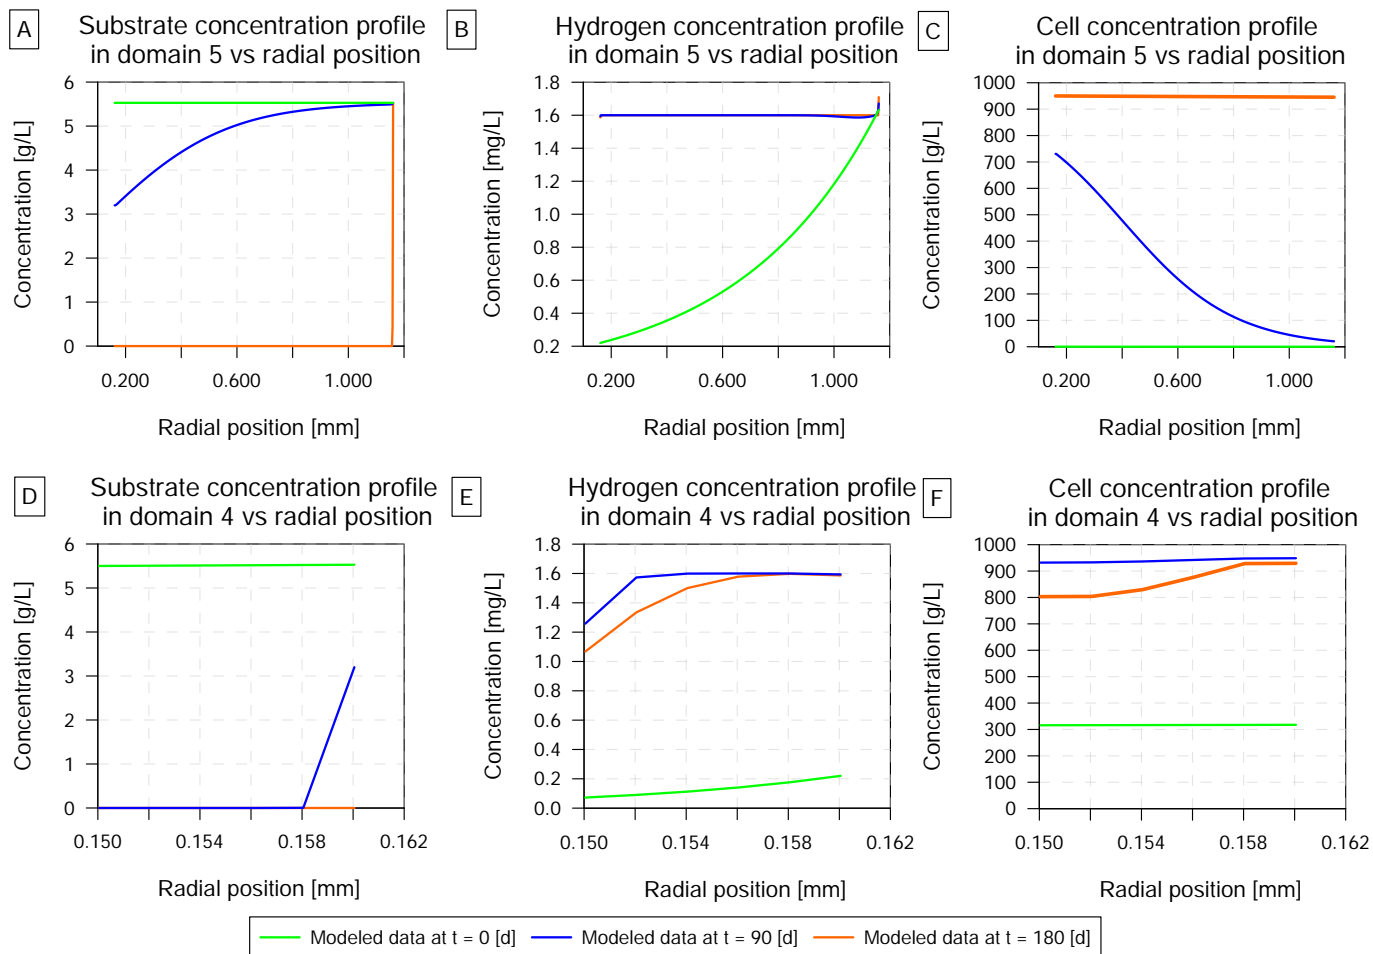 A
Substrate concentration profile
in domain 5 vs radial position
Concentration [g/L]
6
5
4
3
2
1
0
0.200
0.600
1.000
Radial position [mm]
B
Hydrogen concentration profile
in domain 5 vs radial position
Concentration [mg/L]
1.8
1.6
1.4
1.2
1.0
0.8
0.6
0.4
0.2
0.200
0.600
1.000
Radial position [mm]
C
Cell concentration profile
in domain 5 vs radial position
Concentration [g/L]
1000
900
800
700
600
500
400
300
200
100
0
0.200
0.600
1.000
Radial position [mm]
D
Substrate concentration profile
in domain 4 vs radial position
Concentration [g/L]
6
5
4
3
2
1
0
0.150
0.154
0.158
0.162
Radial position [mm]
E
Hydrogen concentration profile
in domain 4 vs radial position
Concentration [mg/L]
1.8
1.6
1.4
1.2
1.0
0.8
0.6
0.4
0.2
0.0
0.150
0.154
0.158
0.162
Radial position [mm]
F
Cell concentration profile
in domain 4 vs radial position
Concentration [g/L]
1000
900
800
700
600
500
400
300
200
100
0
0.150
0.154
0.158
0.162
Radial position [mm]
Modeled data at t = 0 [d]
Modeled data at t = 90 [d]
Modeled data at t = 180 [d]